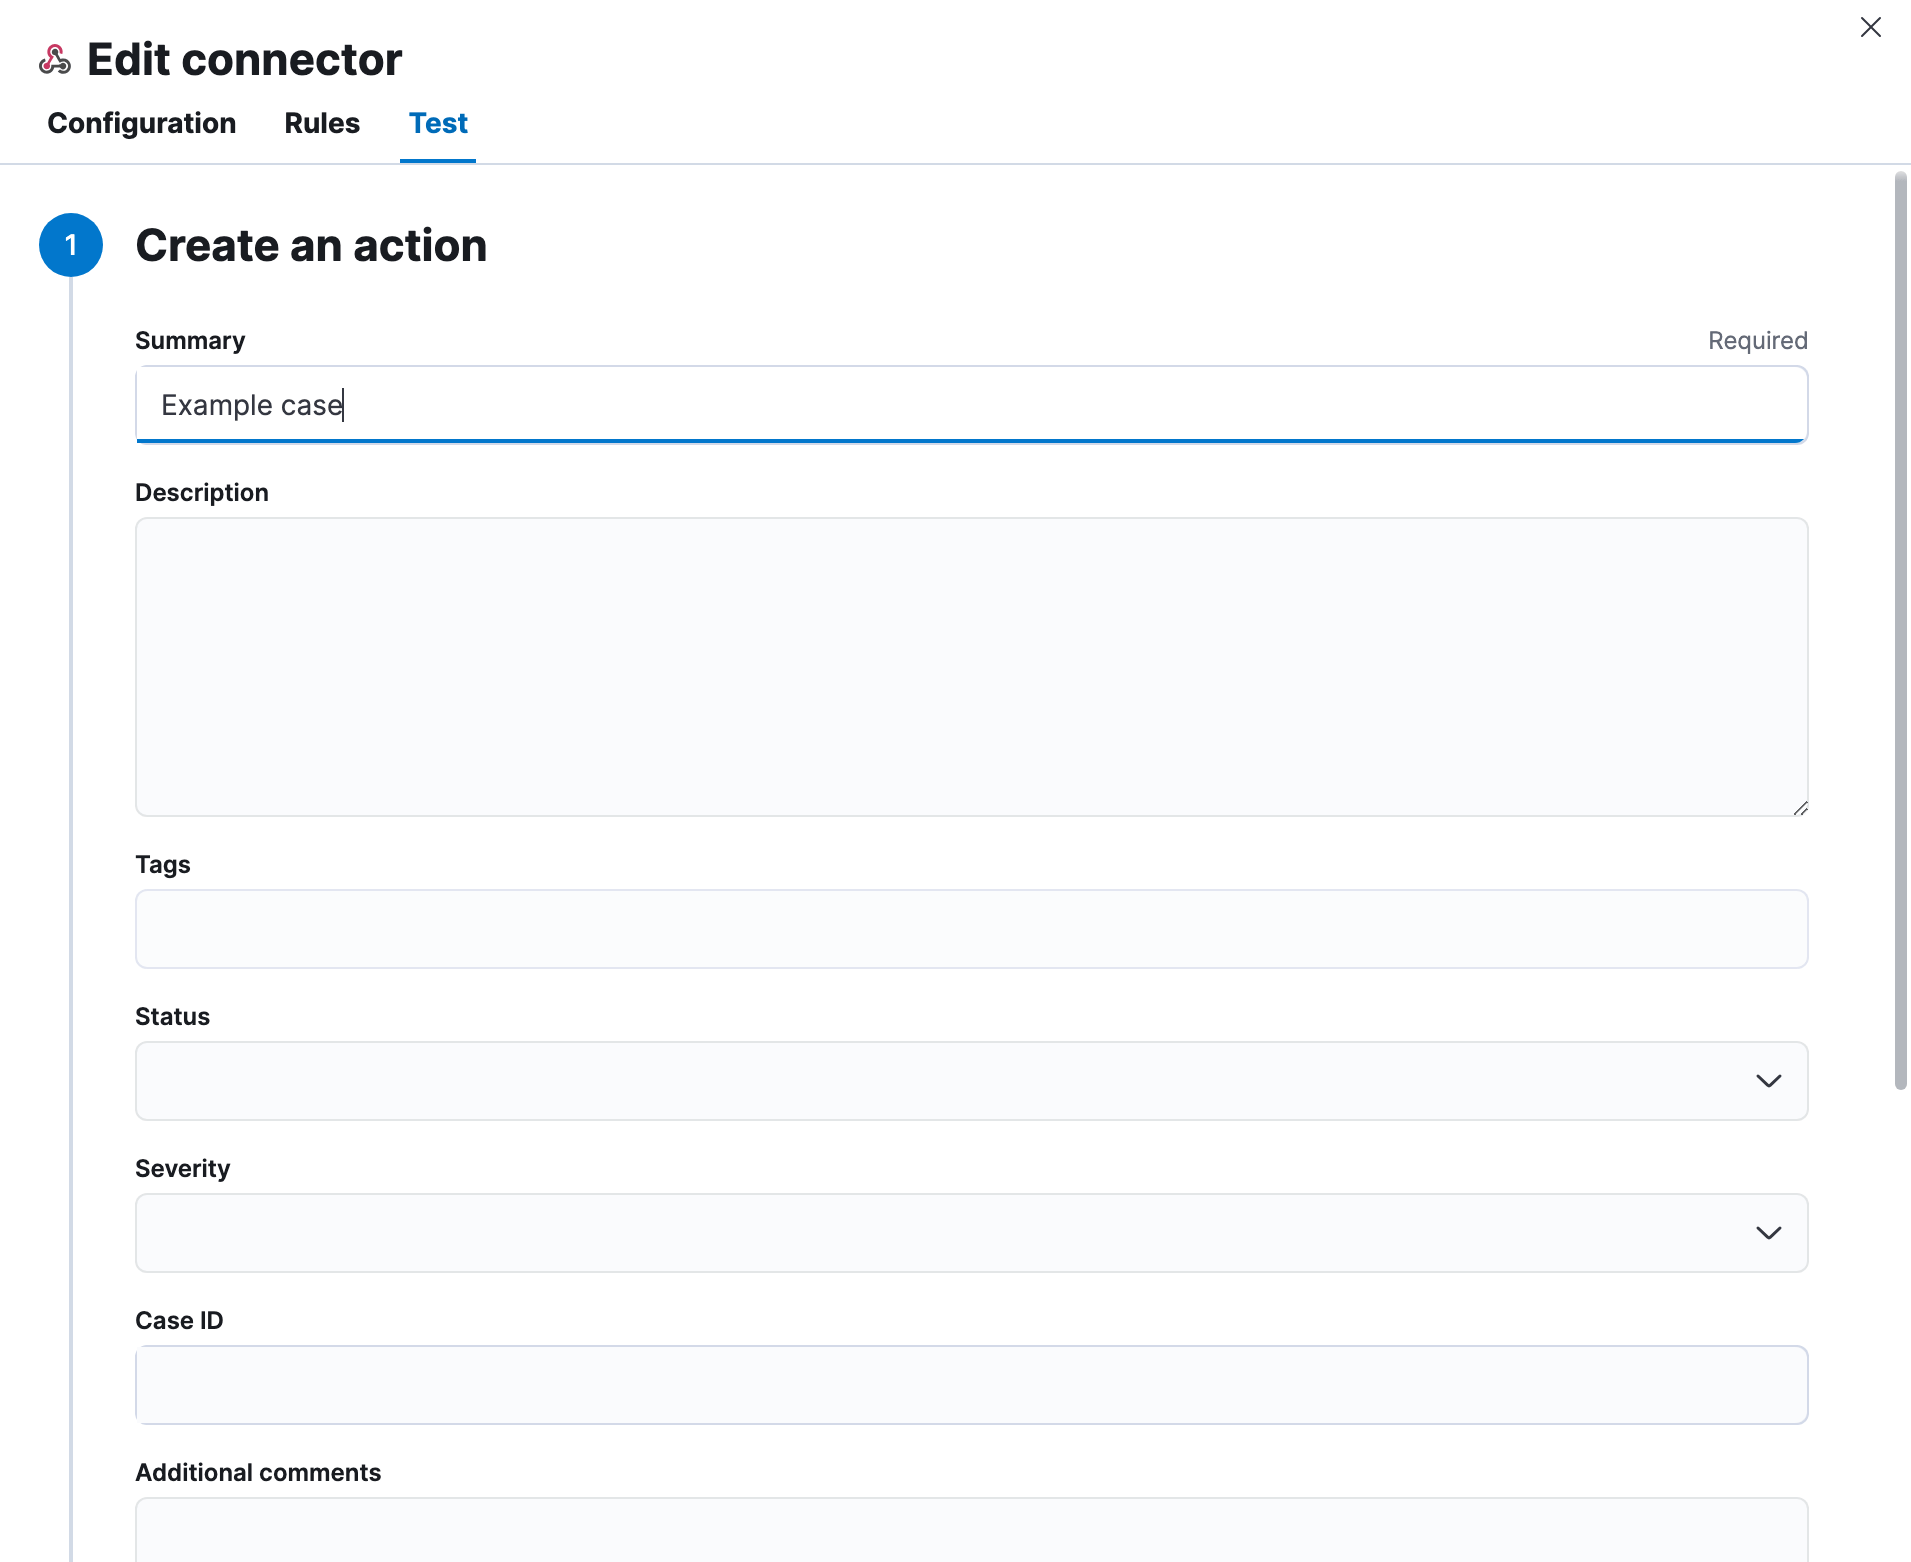 Edit connector
Configuration Rules Test
1 Create an action
Summary Required
Example case
Description
Tags
Status
Severity
Case ID
Additional comments